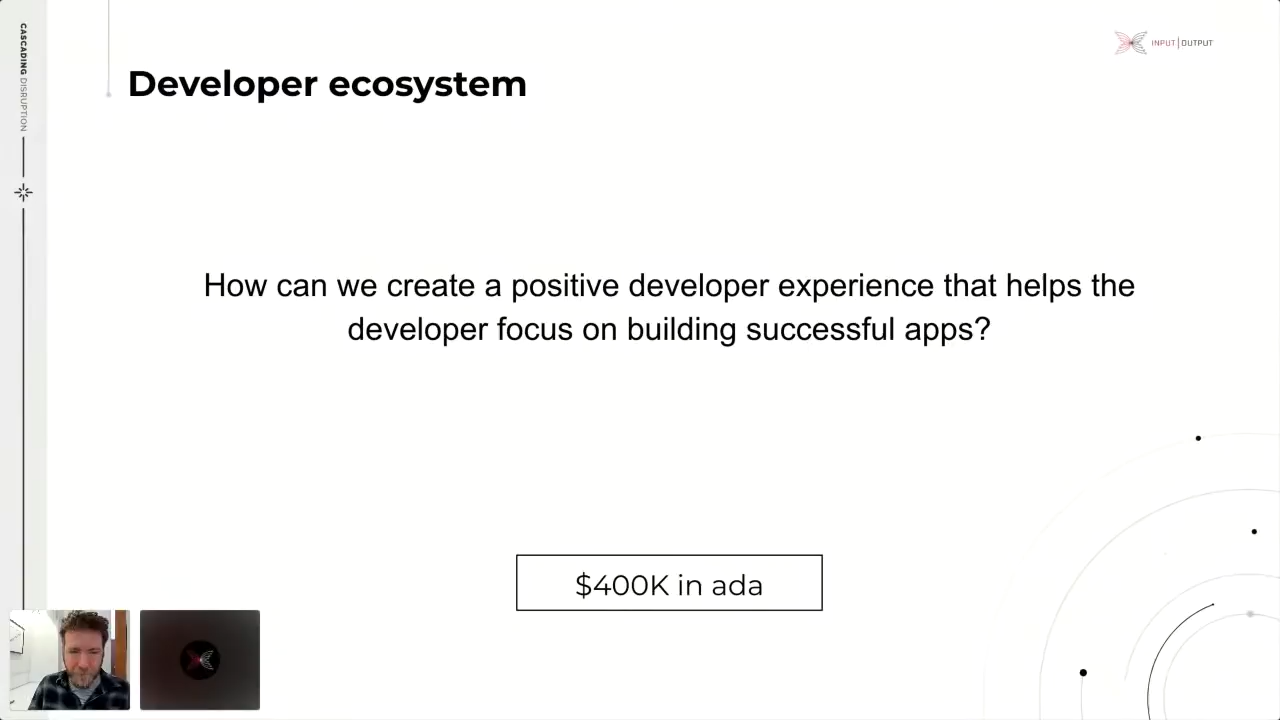 CASCADING DISRUPTION
INPUT|OUTPUT
Developer ecosystem
How can we create a positive developer experience that helps the
developer focus on building successful apps?
$400K in ada